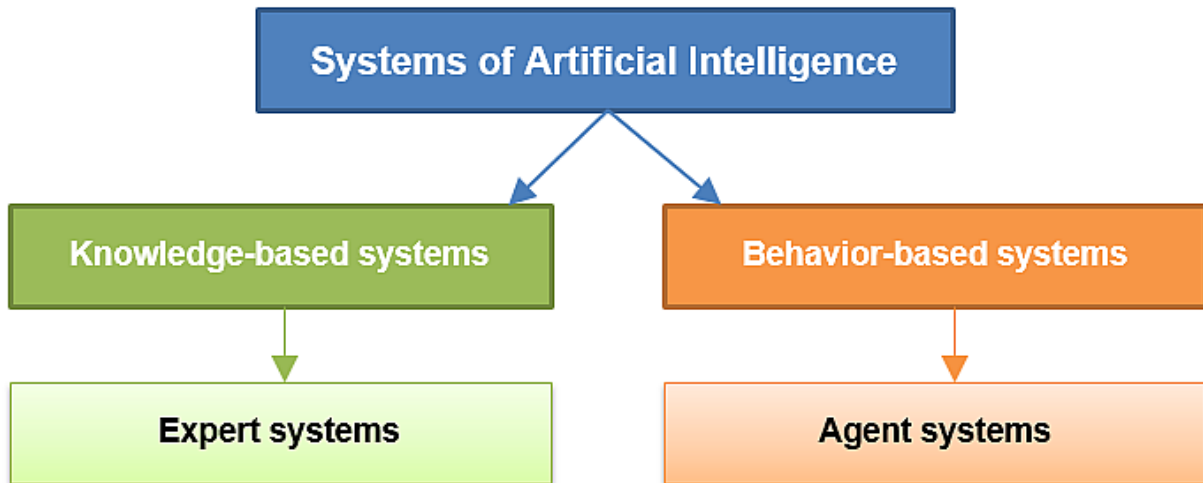 Systems of Artificial Intelligence
Knowledge-based systems
Behavior-based systems
Expert systems
Agent systems